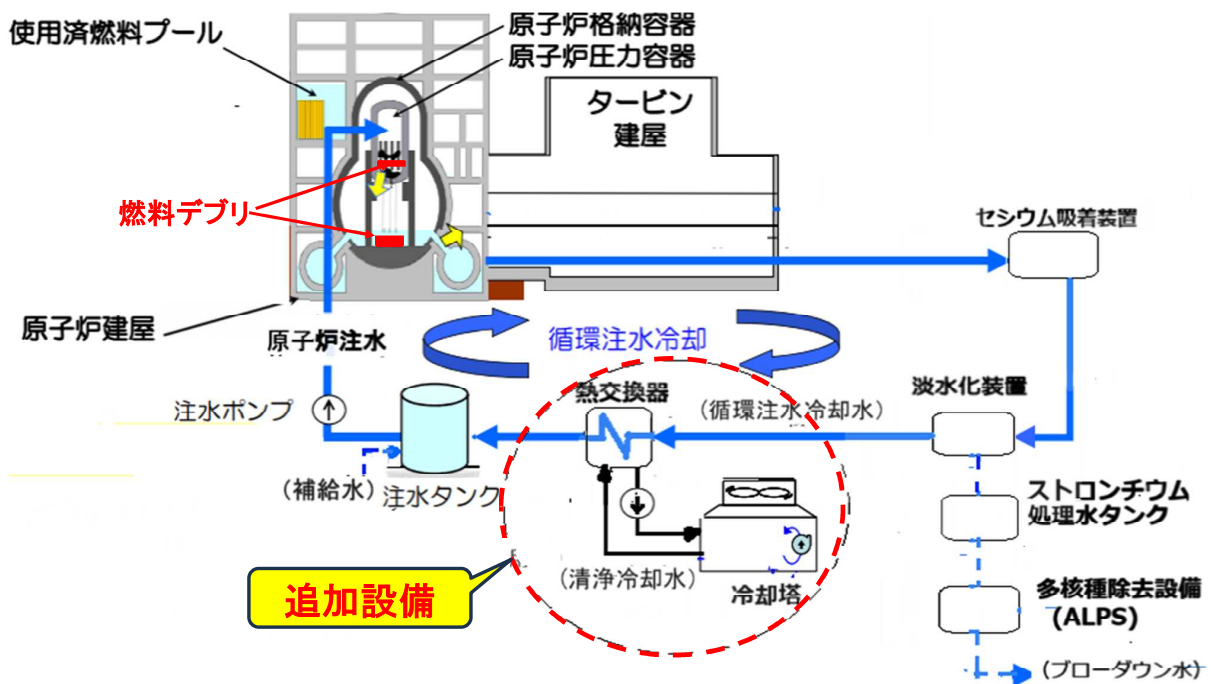 使用済燃料プール
原子炉格納容器
原子炉圧力容器
タービン
建屋
燃料デブリ
セシウム吸着装置
原子炉建屋
原子炉注水
循環注水冷却
注水ポンプ
熱交換器
(循環注水冷却水)
淡水化装置
(補給水)
注水タンク
ストロンチウム
処理水タンク
(清浄冷却水)
冷却塔
追加設備
多核種除去設備
(ALPS)
(ブローダウン水)